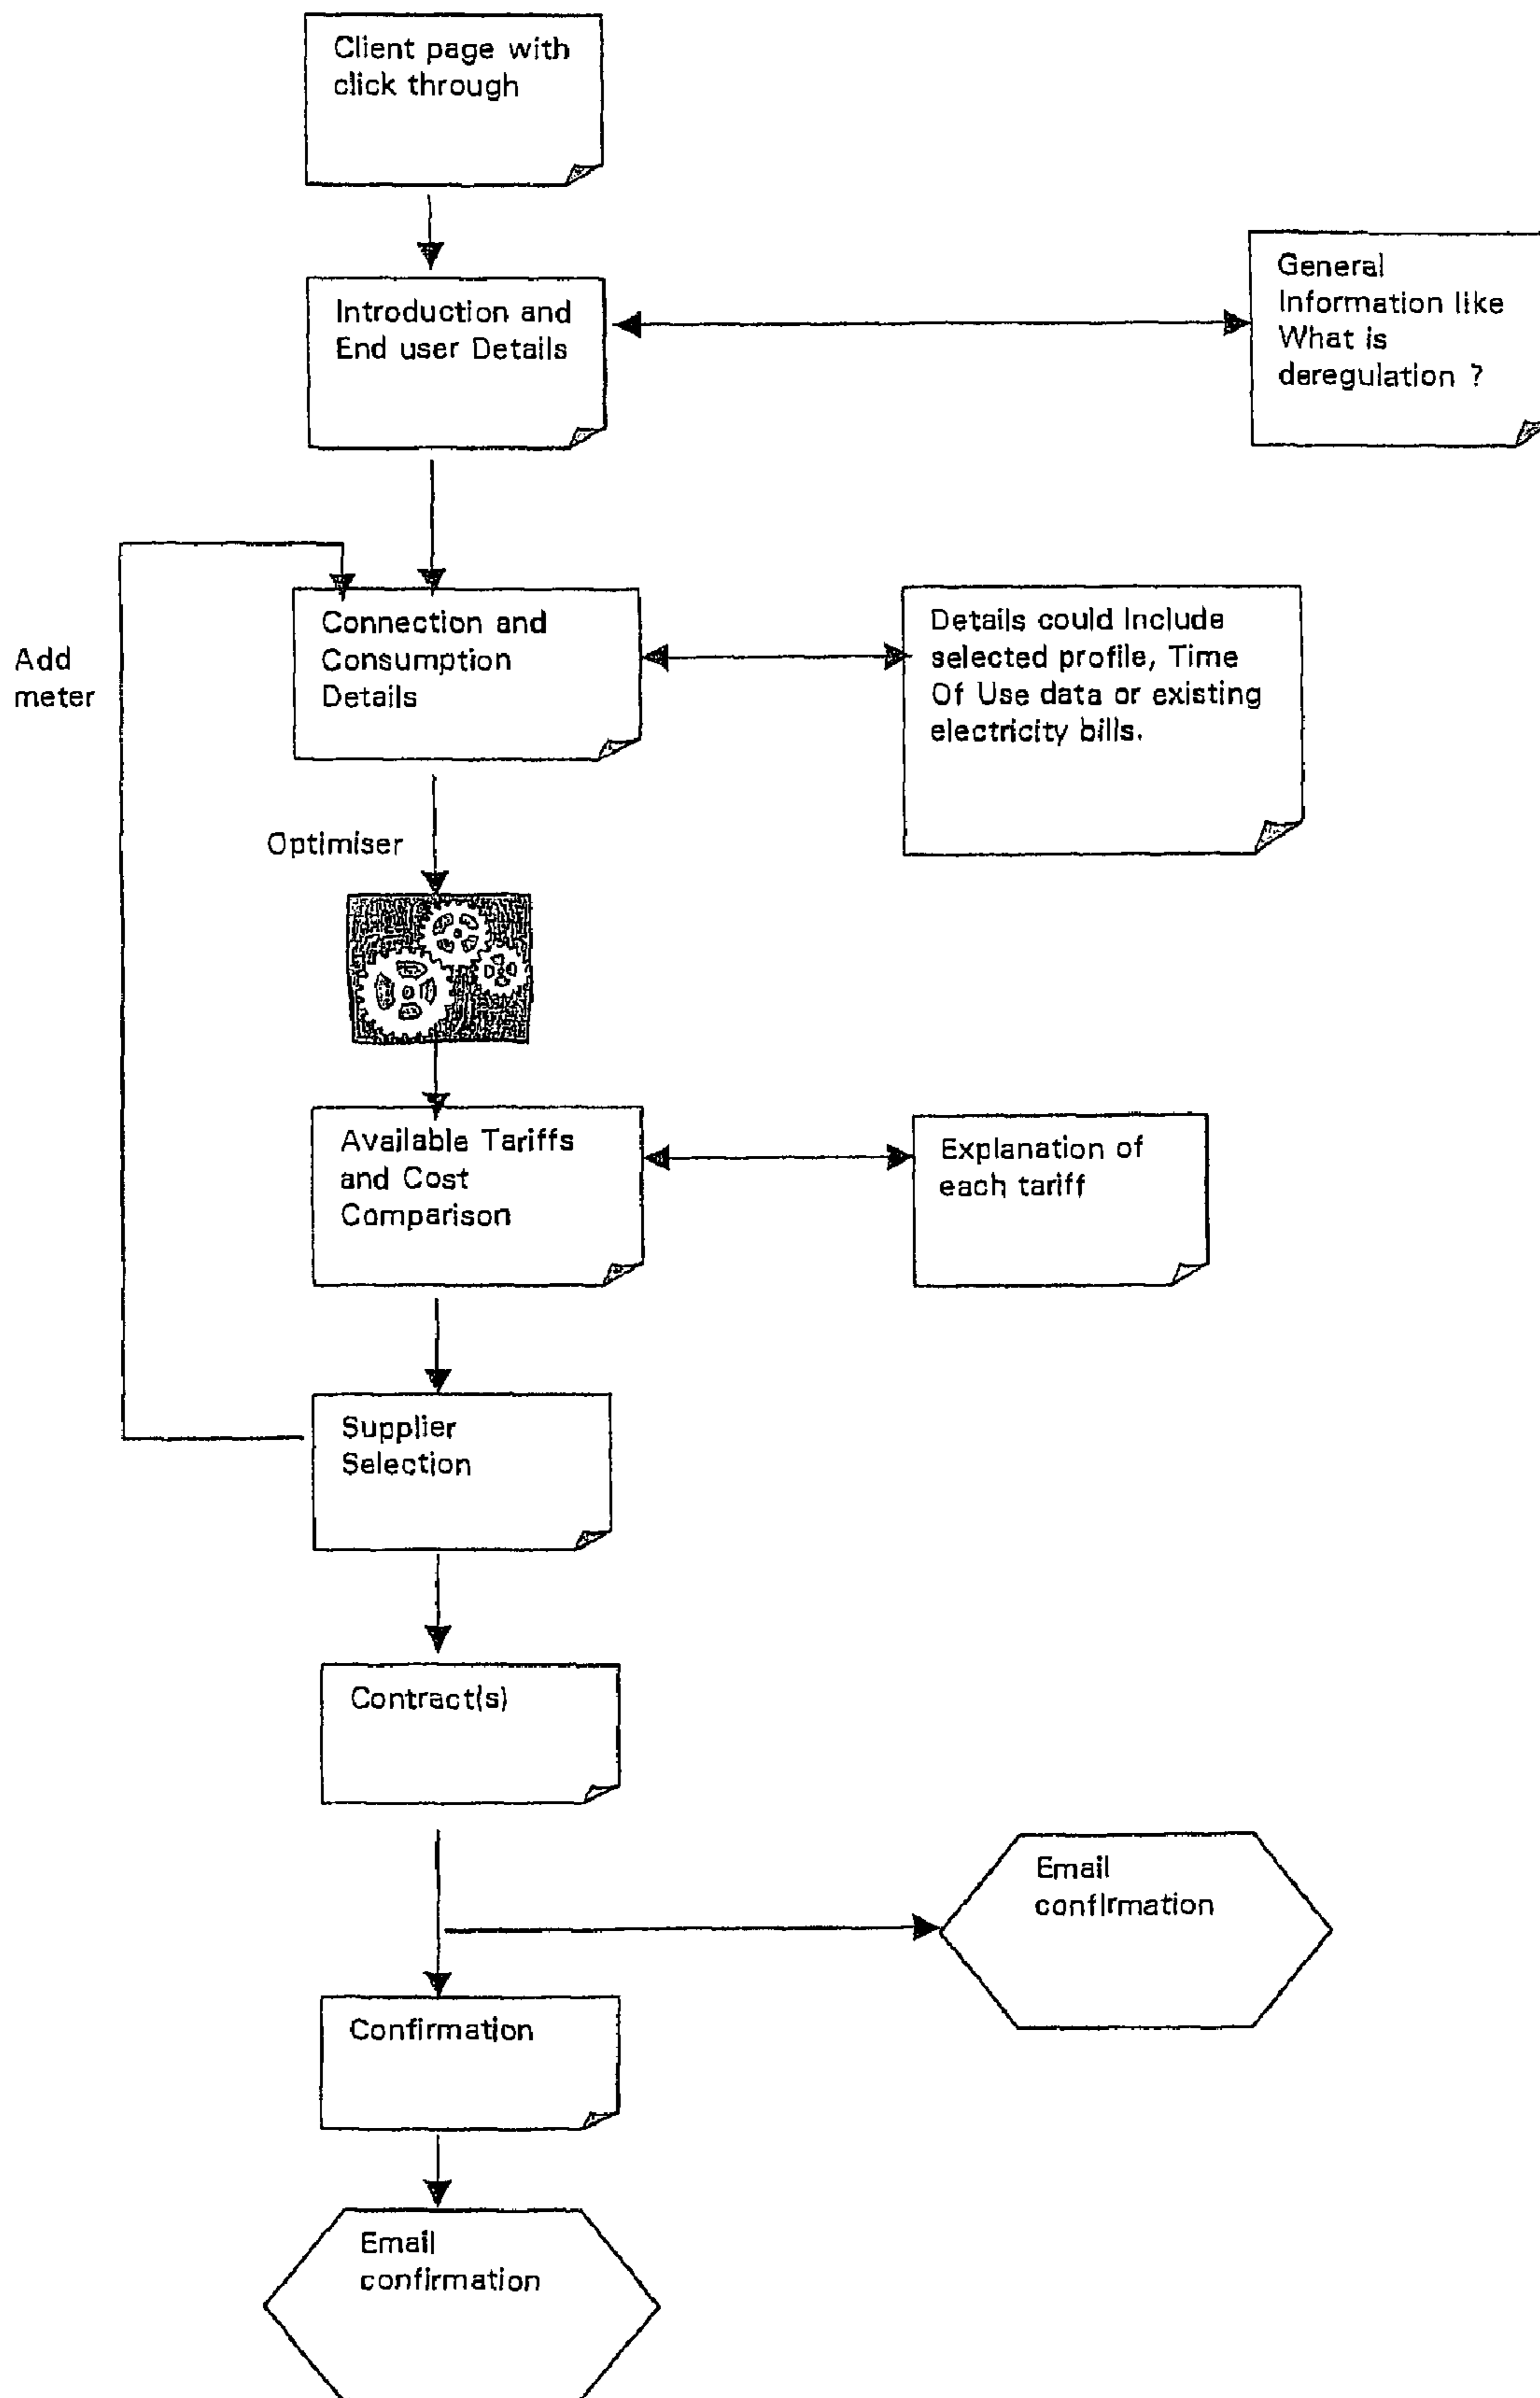 Client page with
click through
Introduction and
End user Details
General
Information like
What is
deregulation ?
Add
meter
Connection and
Consumption
Details
Details could Include
selected profile, Time
Of Use data or existing
electricity bills.
Optimiser
Available Tariffs
and Cost
Comparison
Explanation of
each tariff
Supplier
Selection
Contract(s)
Email
confirmation
Confirmation
Email
confirmation